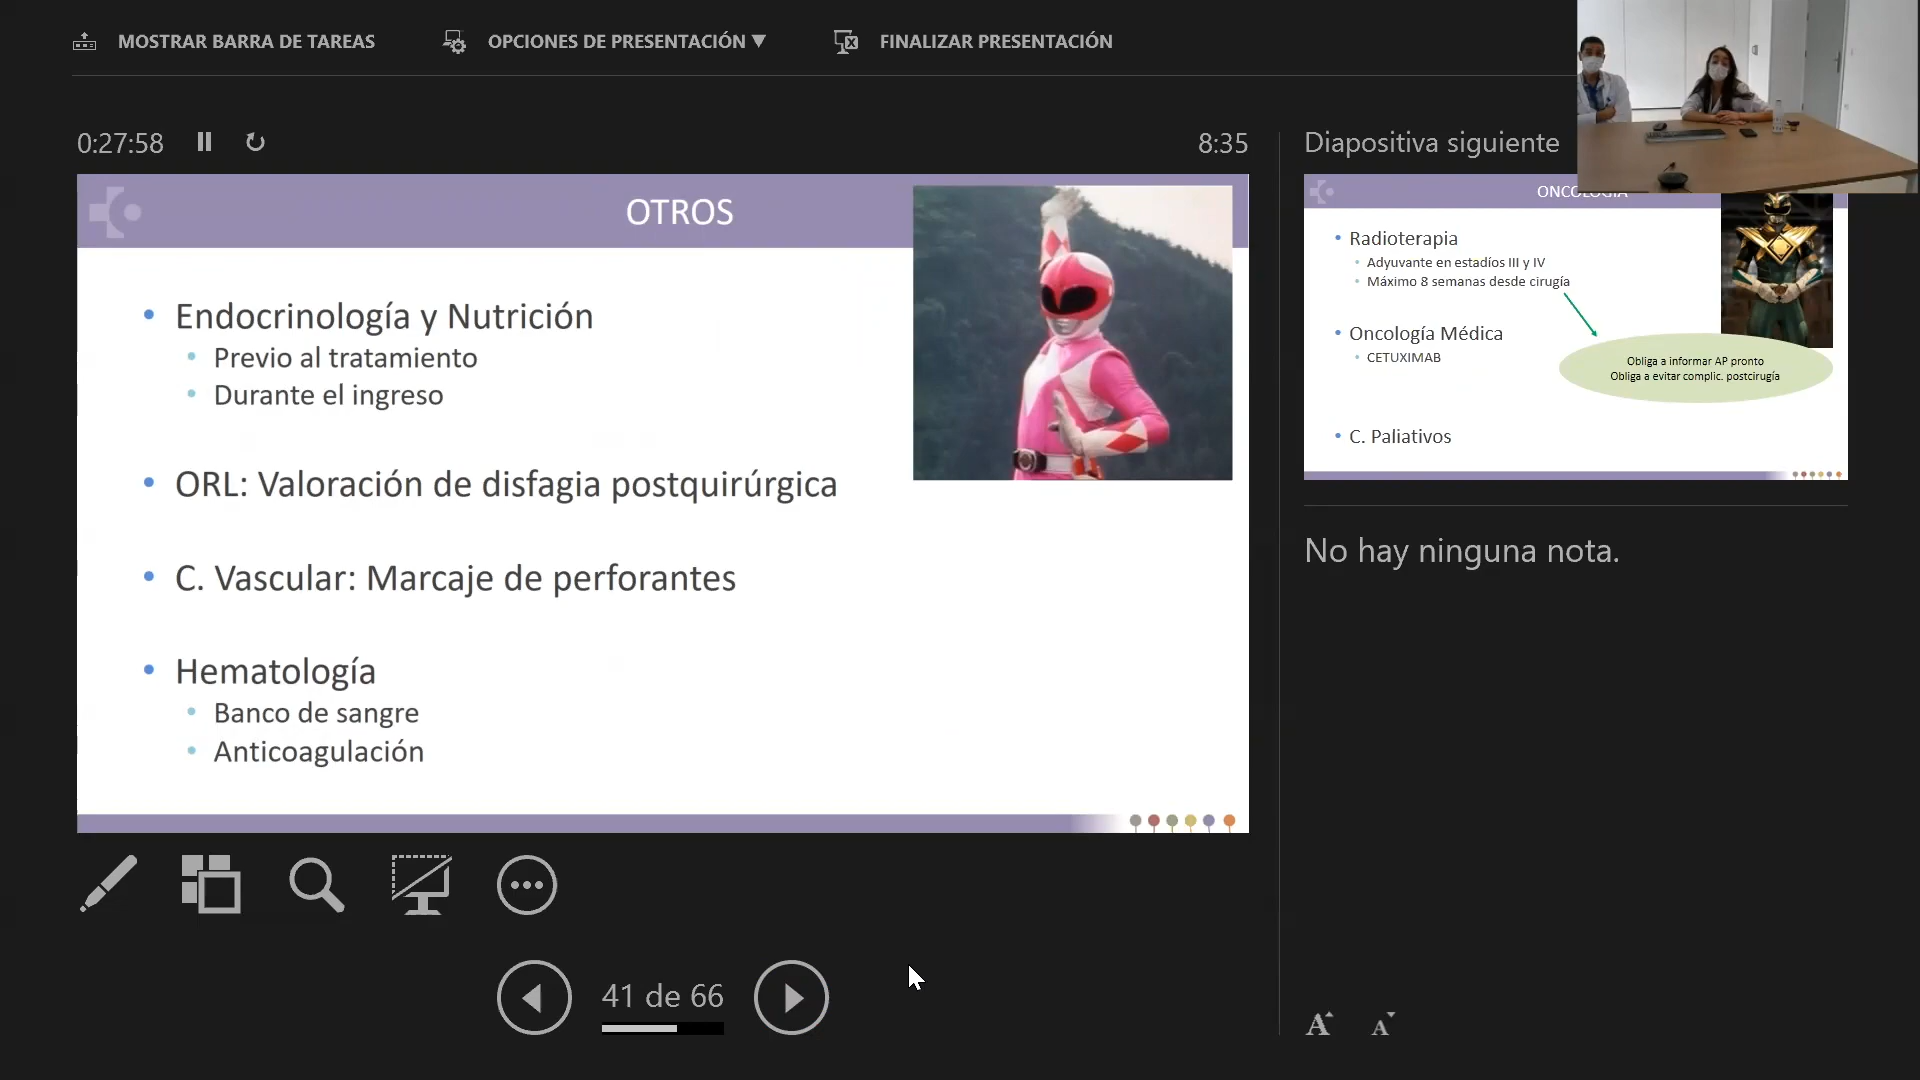 MOSTRAR BARRA DE TAREAS
OPCIONES DE PRESENTACIÓN
FINALIZAR PRESENTACIÓN
0:27:58
8:35
OTROS
• Endocrinología y Nutrición
• Previo al tratamiento
• Durante el ingreso
• ORL: Valoración de disfagia postquirúrgica
• C. Vascular: Marcaje de perforantes
• Hematología
• Banco de sangre
• Anticoagulación
41 de 66
Diapositiva siguiente
ONCOLOGÍA
• Radioterapia
• Adyuvante en estadíos III y IV
• Máximo 8 semanas desde cirugía
• Oncología Médica
• CETUXIMAB
Obliga a informar AP pronto
Obliga a evitar complic. postcirugía
• C. Paliativos
No hay ninguna nota.
A A